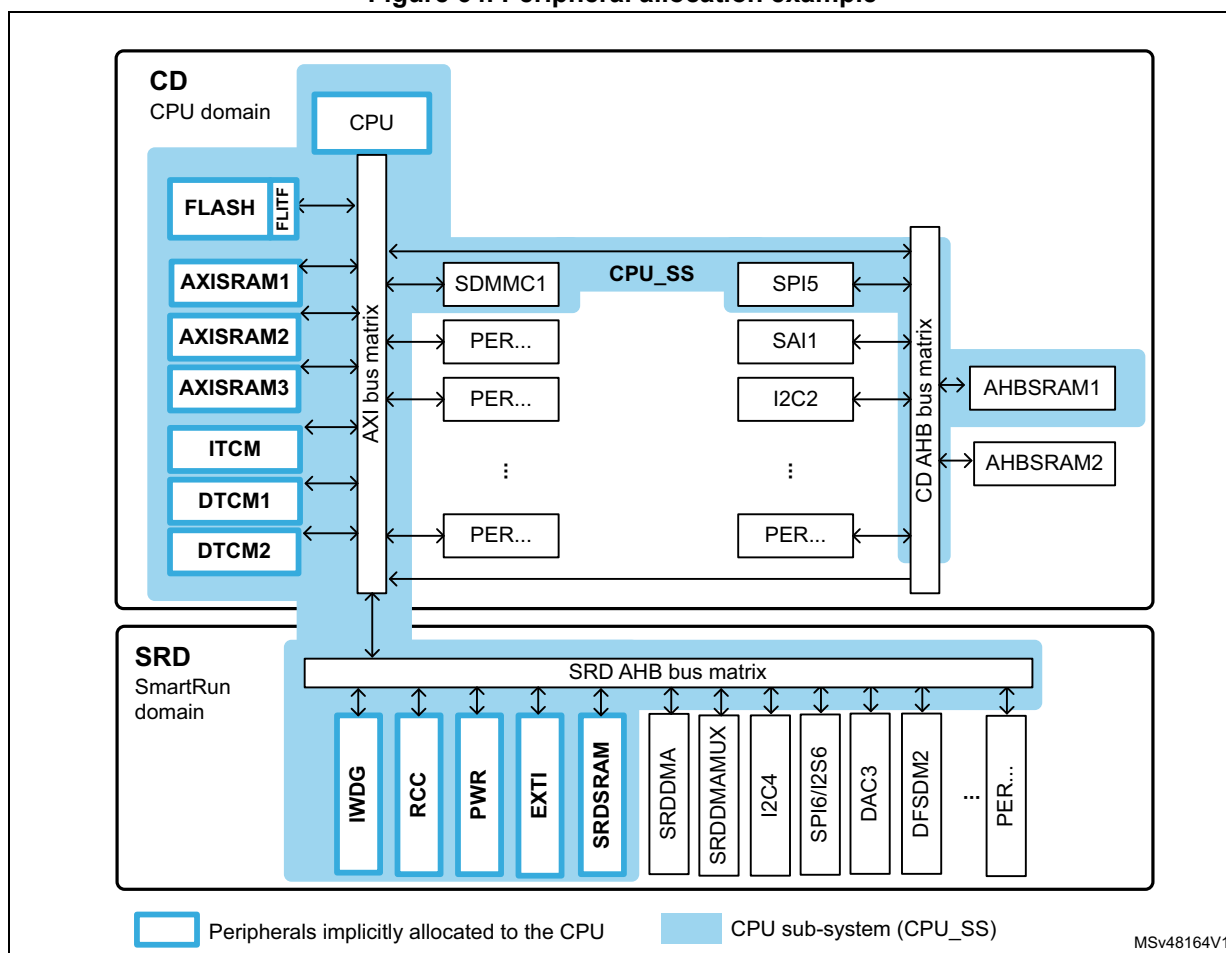 CD
CPU domain
CPU
FLASH
FLITF
AXISRAM1
AXISRAM2
AXISRAM3
ITCM
DTCM1
DTCM2
AXI bus matrix
CPU_SS
SDMMC1
PER...
PER...
...
PER...
SPI5
SAI1
I2C2
...
PER...
CD AHB bus matrix
AHBSRAM1
AHBSRAM2
SRD
SmartRun
domain
SRD AHB bus matrix
IWDG
RCC
PWR
EXTI
SRDSRAM
SRDDMA
SRDDMAMUX
I2C4
SPI6/I2S6
DAC3
DFSDM2
...
PER...
Peripherals implicitly allocated to the CPU
CPU sub-system (CPU_SS)
MSv48164V1